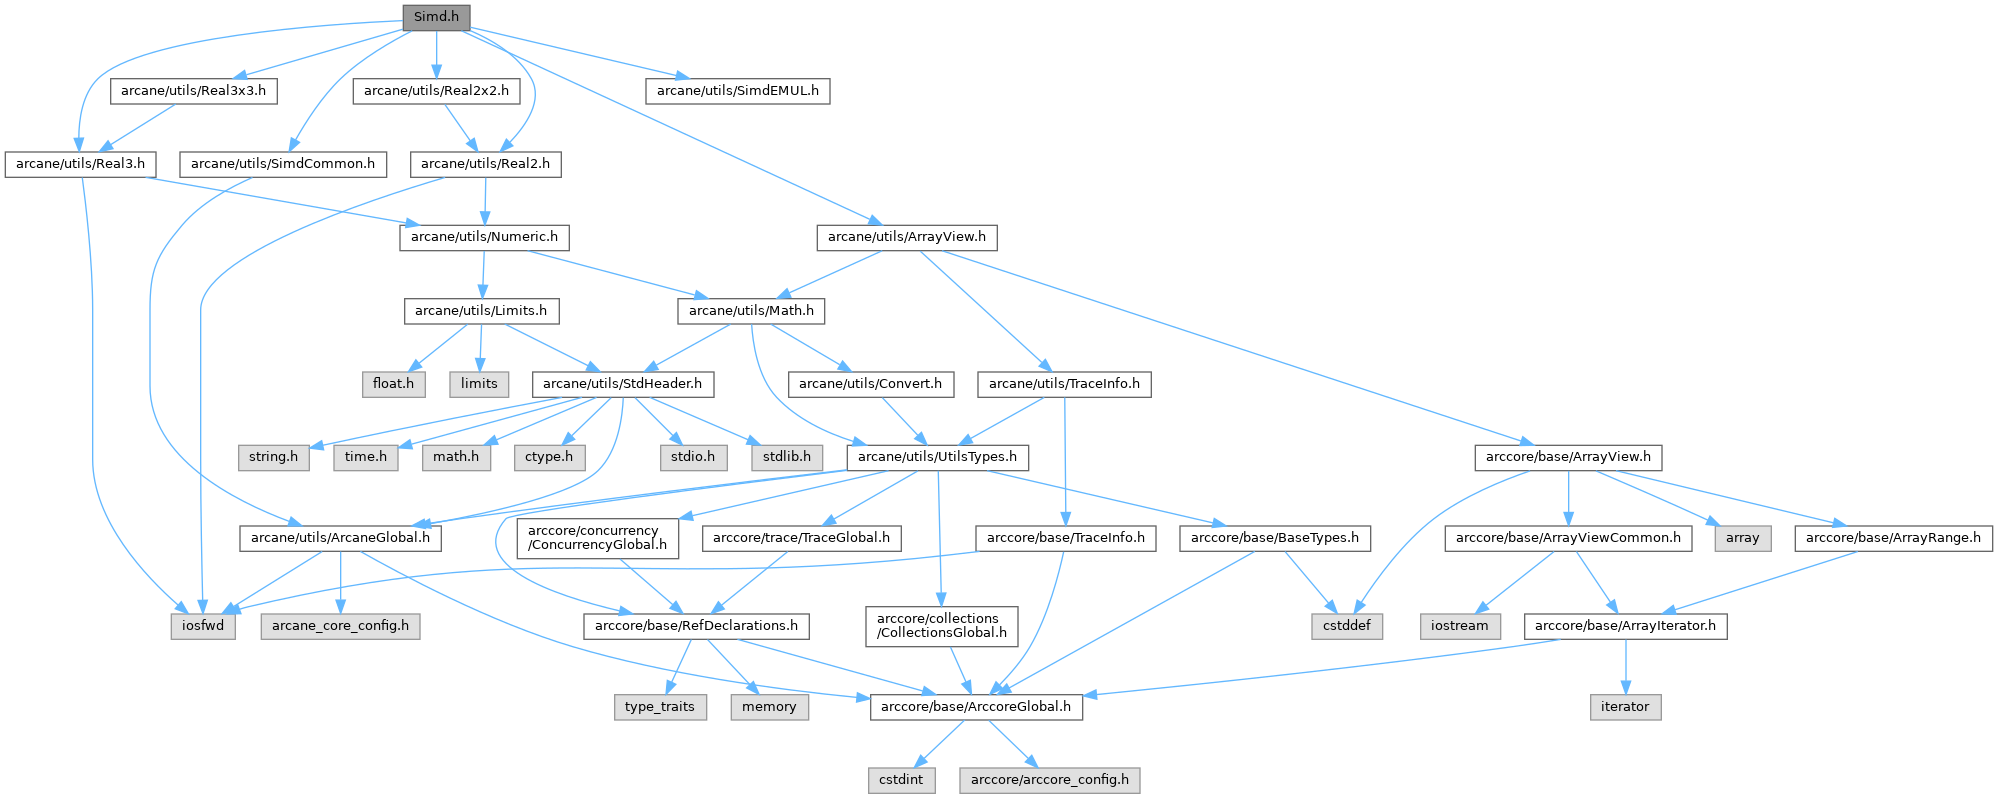 Simd.h
arcane/utils/Real3x3.h
arcane/utils/Real2x2.h
arcane/utils/SimdEMUL.h
arcane/utils/Real3.h
arcane/utils/SimdCommon.h
arcane/utils/Real2.h
arcane/utils/Numeric.h
arcane/utils/ArrayView.h
arcane/utils/Limits.h
arcane/utils/Math.h
float.h
limits
arcane/utils/StdHeader.h
arcane/utils/Convert.h
arcane/utils/TraceInfo.h
string.h
time.h
math.h
ctype.h
stdio.h
stdlib.h
arcane/utils/UtilsTypes.h
arccore/base/ArrayView.h
arcane/utils/ArcaneGlobal.h
arccore/concurrency
/ConcurrencyGlobal.h
arccore/trace/TraceGlobal.h
arccore/base/TraceInfo.h
arccore/base/BaseTypes.h
arccore/base/ArrayViewCommon.h
array
arccore/base/ArrayRange.h
iosfwd
arcane_core_config.h
arccore/base/RefDeclarations.h
arccore/collections
/CollectionsGlobal.h
cstddef
iostream
arccore/base/ArrayIterator.h
type_traits
memory
arccore/base/ArccoreGlobal.h
iterator
cstdint
arccore/arccore_config.h